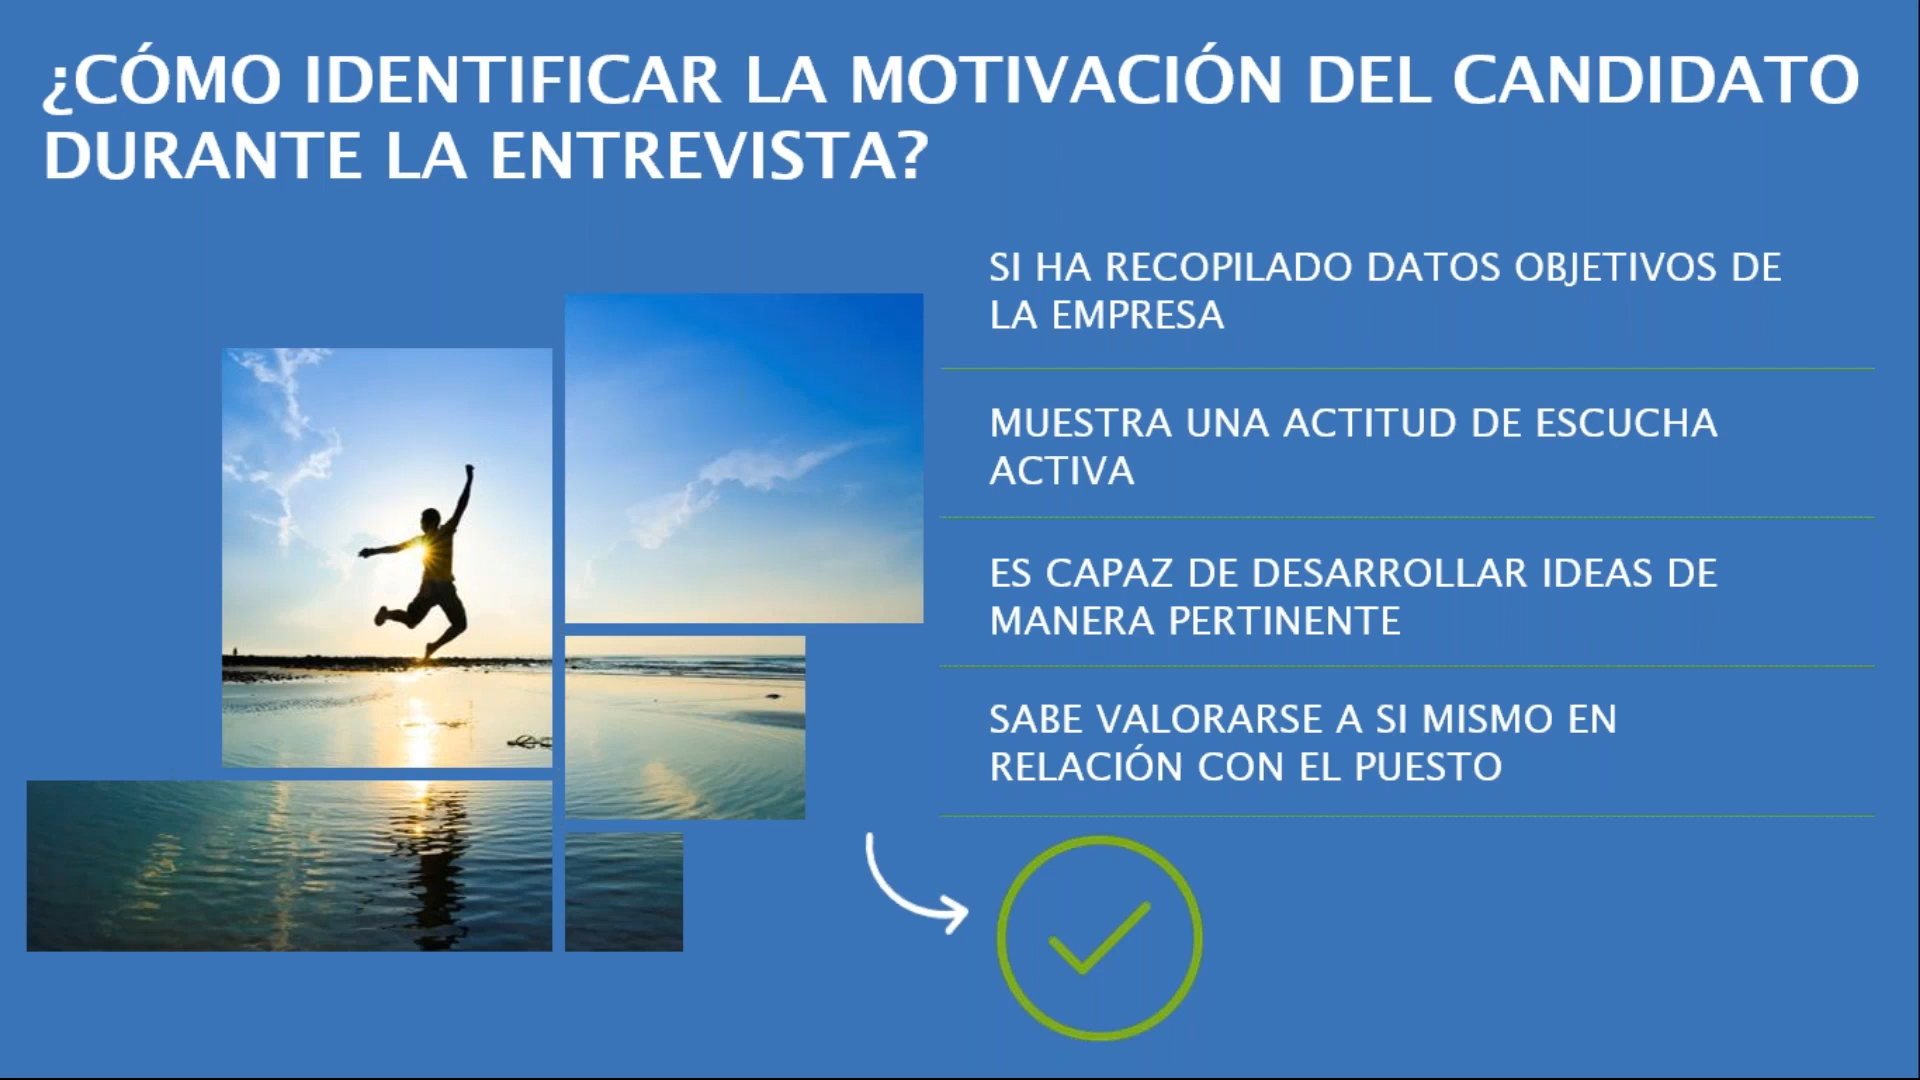 ¿CÓMO IDENTIFICAR LA MOTIVACIÓN DEL CANDIDATO
DURANTE LA ENTREVISTA?
SI HA RECOPILADO DATOS OBJETIVOS DE
LA EMPRESA
MUESTRA UNA ACTITUD DE ESCUCHA
ACTIVA
ES CAPAZ DE DESARROLLAR IDEAS DE
MANERA PERTINENTE
SABE VALORARSE A SI MISMO EN
RELACIÓN CON EL PUESTO